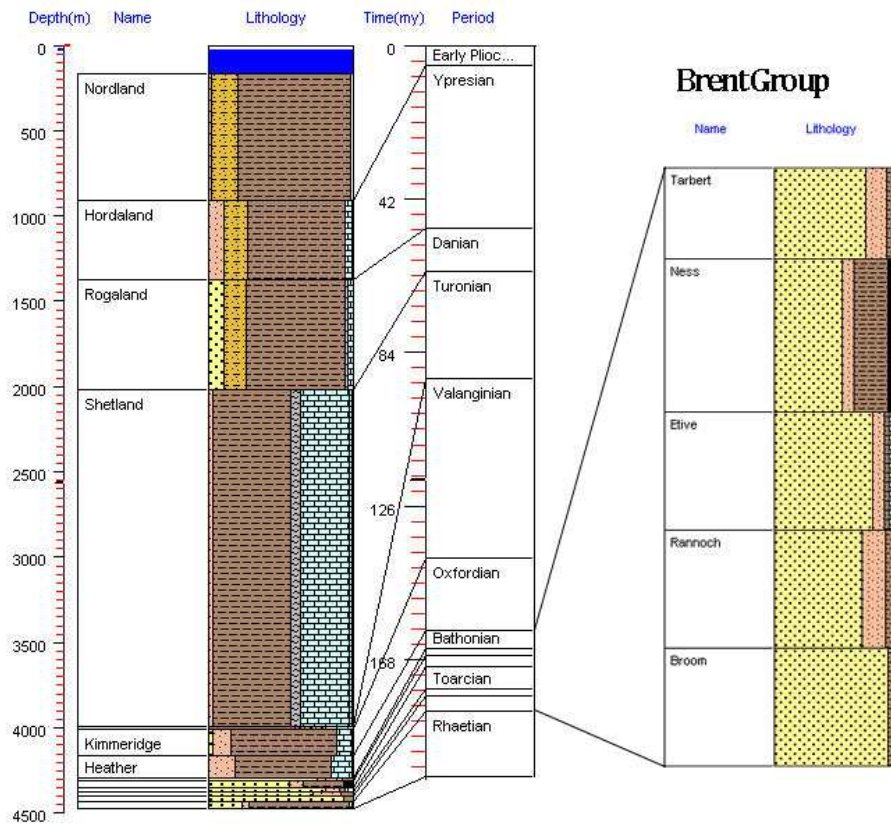 Depth(m) Name Lithology Time(my) Period
0
500
1000
1500
2000
2500
3000
3500
4000
4500
Nordland
Hordaland
Rogaland
Shetland
Kimmeridge
Heather
0
42
84
126
168
Early Plioc...
Ypresian
Danian
Turonian
Valanginian
Oxfordian
Bathonian
Toarcian
Rhaetian
BrentGroup
Name Lithology
Tarbert
Ness
Etive
Rannoch
Broom